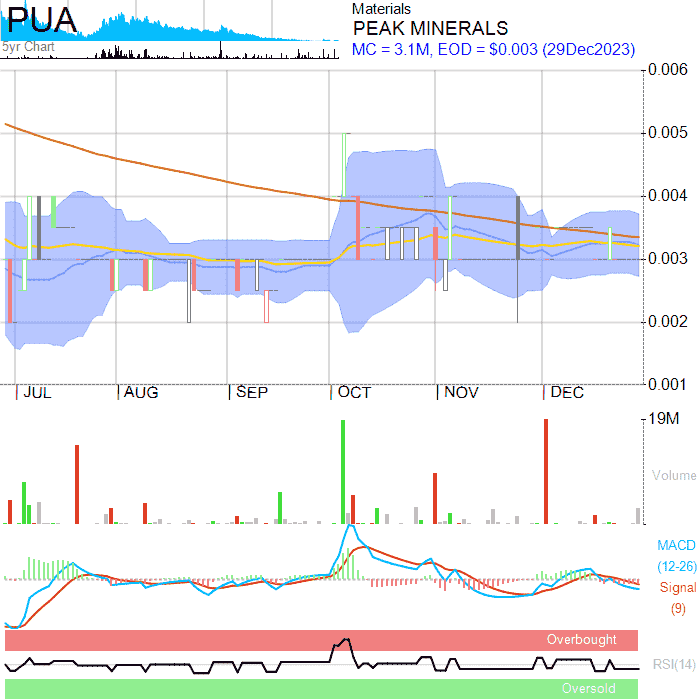 PUA
5yr Chart
Materials
PEAK MINERALS
MC = 3.1M, EOD = $0.003 (29Dec2023)
0.006
0.005
0.004
0.003
0.002
0.001
JUL AUG SEP OCT NOV DEC
19M
Volume
MACD
(12-26)
Signal
(9)
Overbought
RSI(14)
Oversold